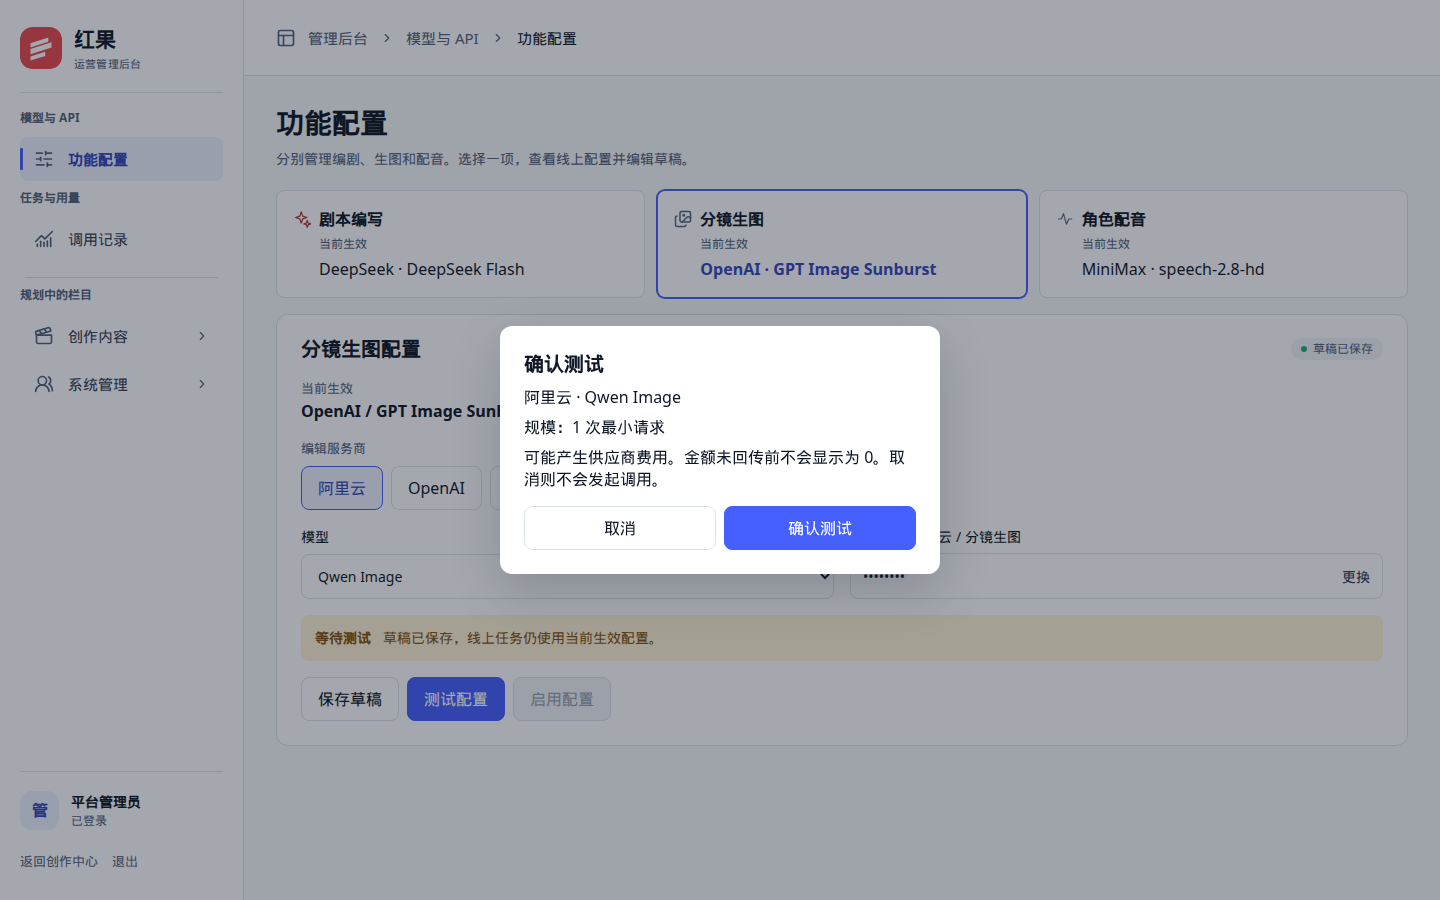 红果
运营管理后台
模型与 API
功能配置
任务与用量
调用记录
规划中的栏目
创作内容
系统管理
管
平台管理员
已登录
返回创作中心 退出
管理后台 模型与 API 功能配置
功能配置
分别管理编剧、生图和配音。选择一项，查看线上配置并编辑草稿。
剧本编写
当前生效
DeepSeek · DeepSeek Flash
分镜生图
当前生效
OpenAI · GPT Image Sunburst
角色配音
当前生效
MiniMax · speech-2.8-hd
分镜生图配置
草稿已保存
当前生效
OpenAI / GPT Image Sun
编辑服务商
阿里云 OpenAI
模型
云 / 分镜生图
Qwen Image
•••••••• 更换
等待测试 草稿已保存，线上任务仍使用当前生效配置。
保存草稿 测试配置 启用配置
确认测试
阿里云 · Qwen Image
规模：1 次最小请求
可能产生供应商费用。金额未回传前不会显示为 0。取
消则不会发起调用。
取消 确认测试